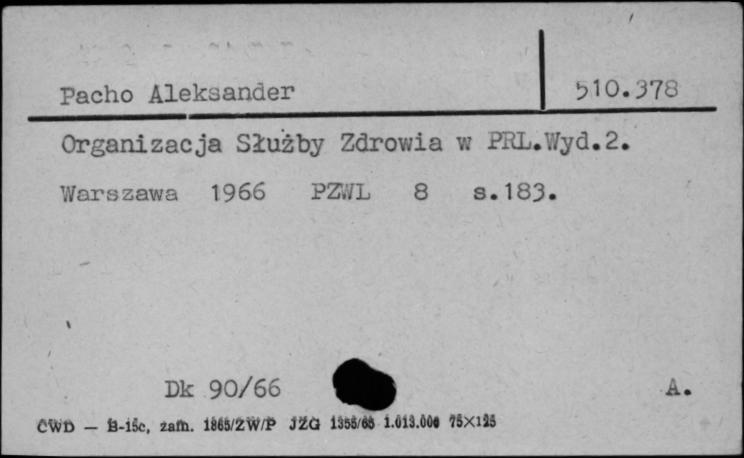 Pacho Aleksander 510.378
Organizacja Służby Zdrowia w PRL.Wyd.2.
Warszawa 1966 PZWL 8 s.183.
Dk 90/66 A.
CWD — B-15c, zam. 1865/ZW/P JZG 1355/65 1.013.000 75×125